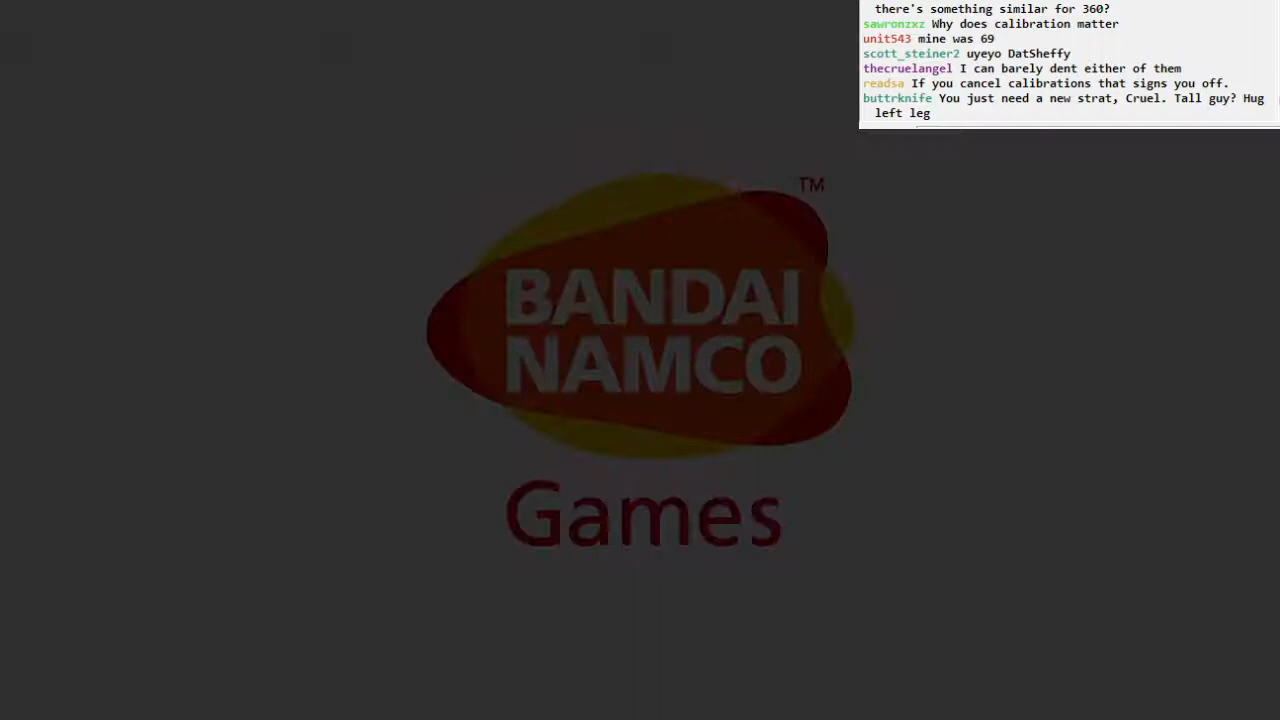 there's something similar for 360?
sawronzxz Why does calibration matter
unit543 mine was 69
scott_steiner2 uyeyo DatSheffy
thecruelangel I can barely dent either of them
readsa If you cancel calibrations that signs you off.
buttrknife You just need a new strat, Cruel. Tall guy? Hug
left leg
TM
BANDAI
NAMCO
Games